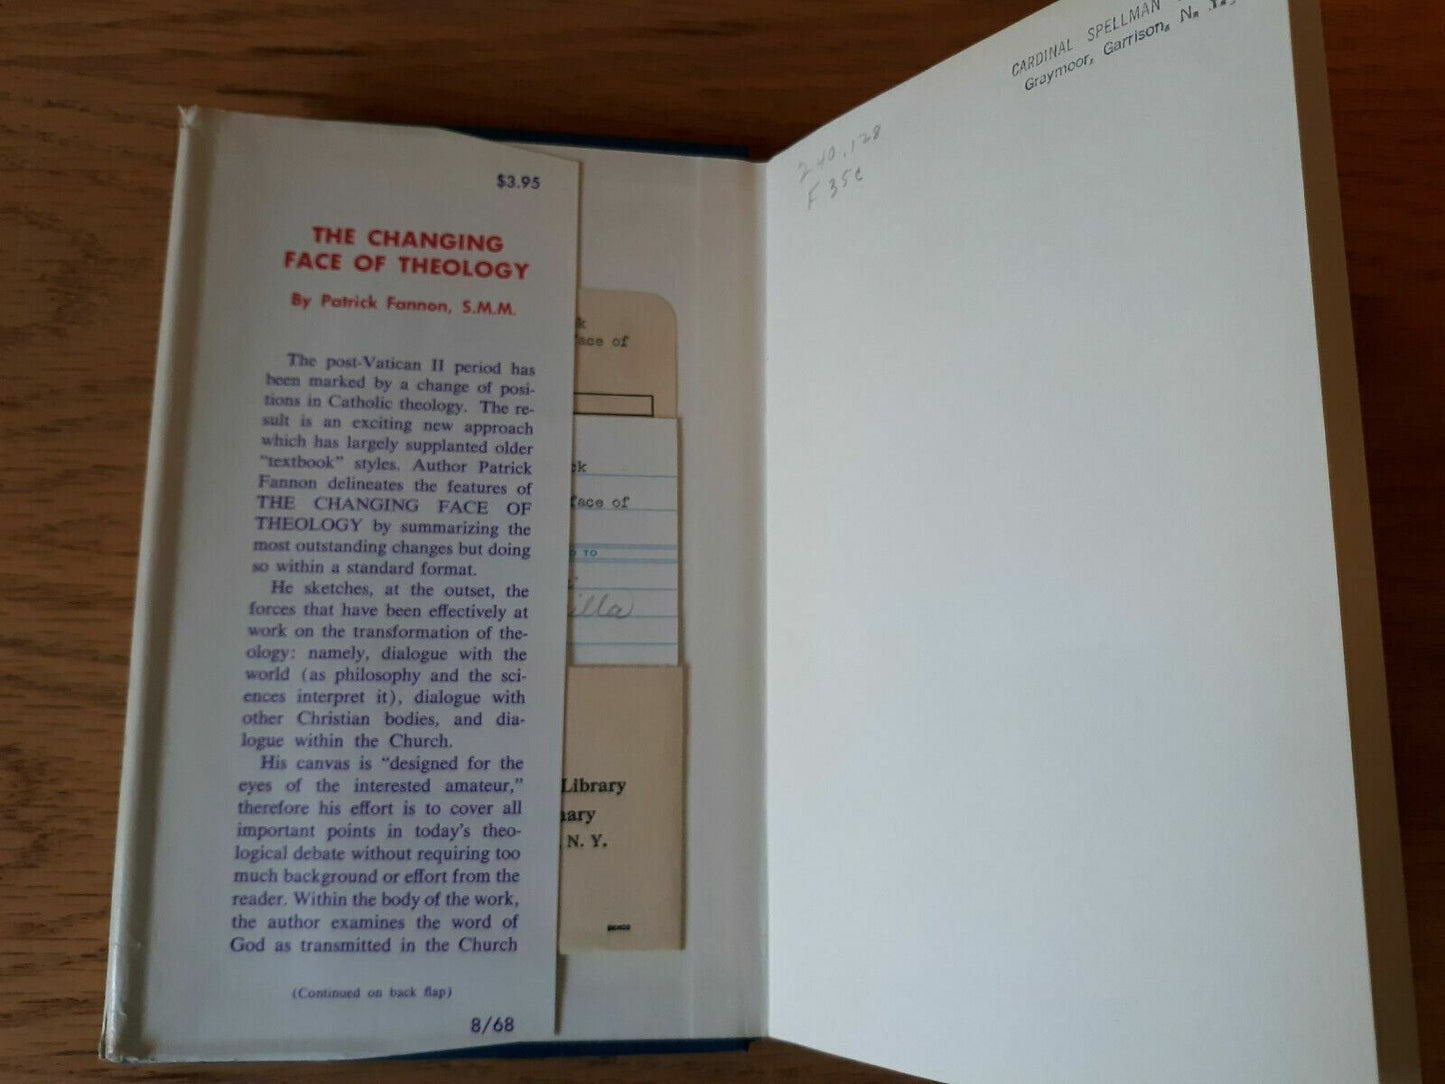 $3.95
THE CHANGING
FACE OF THEOLOGY
By Patrick Fannon, S.M.M.
The post-Vatican II period has
been marked by a change of posi-
tions in Catholic theology. The re-
sult is an exciting new approach
which has largely supplanted older
"textbook" styles. Author Patrick
Fannon delineates the features of
THE CHANGING FACE OF
THEOLOGY by summarizing the
most outstanding changes but doing
so within a standard format.
He sketches, at the outset, the
forces that have been effectively at
work on the transformation of the-
ology: namely, dialogue with the
world (as philosophy and the sci-
ences interpret it), dialogue with
other Christian bodies, and dia-
logue within the Church.
His canvas is "designed for the
eyes of the interested amateur,"
therefore his effort is to cover all
important points in today's theo-
logical debate without requiring too
much background or effort from the
reader. Within the body of the work,
the author examines the word of
God as transmitted in the Church
(Continued on back flap)
8/68
k
ace of
ck
face of
TO
illa
Library
nary
N. Y.
CARDINAL SPELLMAN
Graymoor, Garrison, N.
240.128
F35c